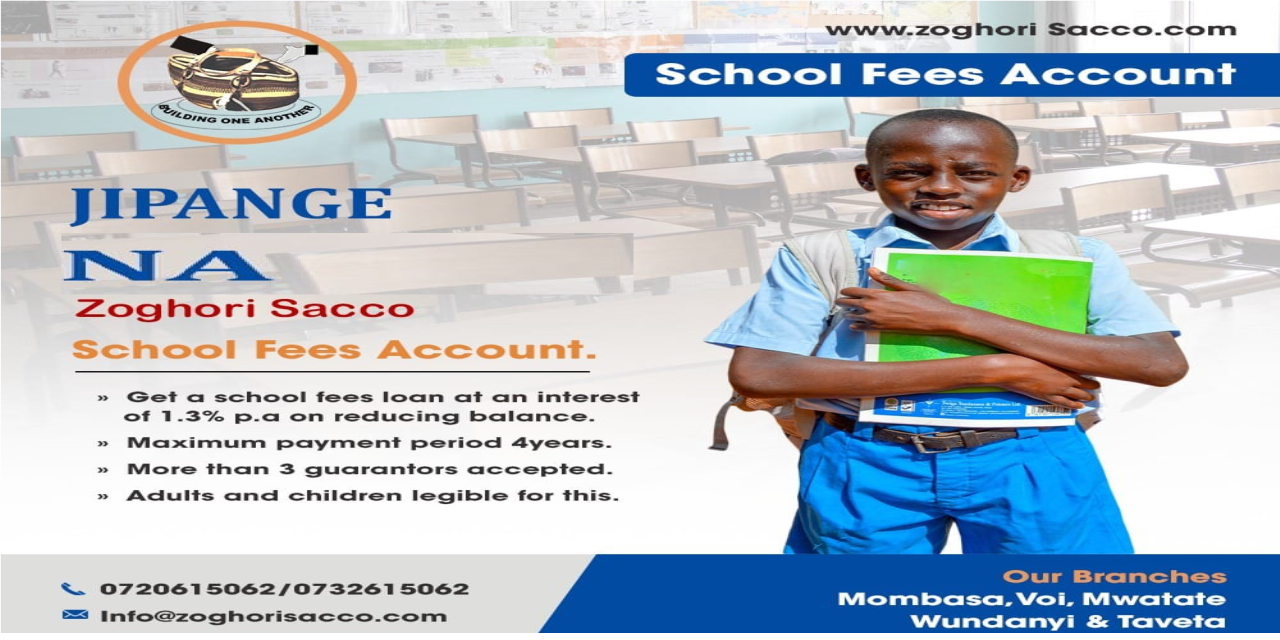 www.zoghori Sacco.com
School Fees Account
BUILDING ONE ANOTHER
JIPANGE
NA
Zoghori Sacco
School Fees Account.
» Get a school fees loan at an interest
of 1.3% p.a on reducing balance.
» Maximum payment period 4years.
» More than 3 guarantors accepted.
» Adults and children legible for this.
0720615062/0732615062
Info@zoghorisacco.com
Our Branches
Mombasa,Voi, Mwatate
Wundanyi & Taveta